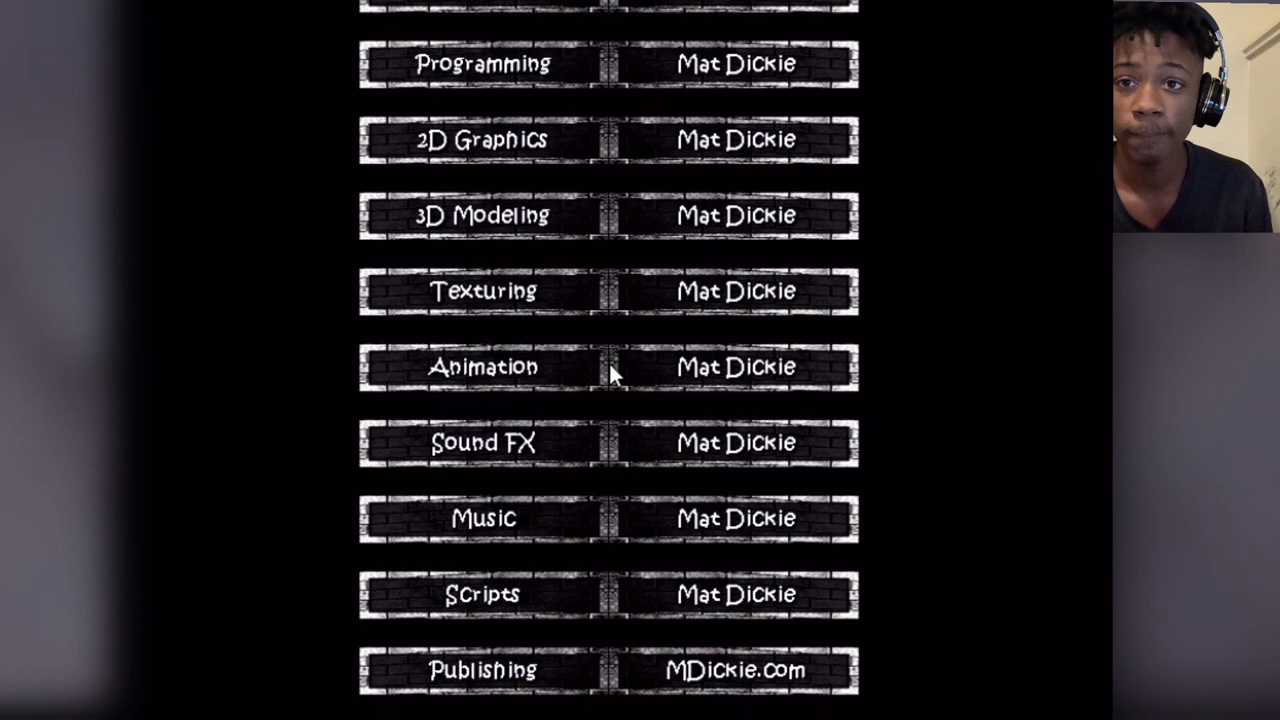 Programming Mat Dickie
2D Graphics Mat Dickie
3D Modeling Mat Dickie
Texturing Mat Dickie
Animation Mat Dickie
Sound FX Mat Dickie
Music Mat Dickie
Scripts Mat Dickie
Publishing MDickie.com